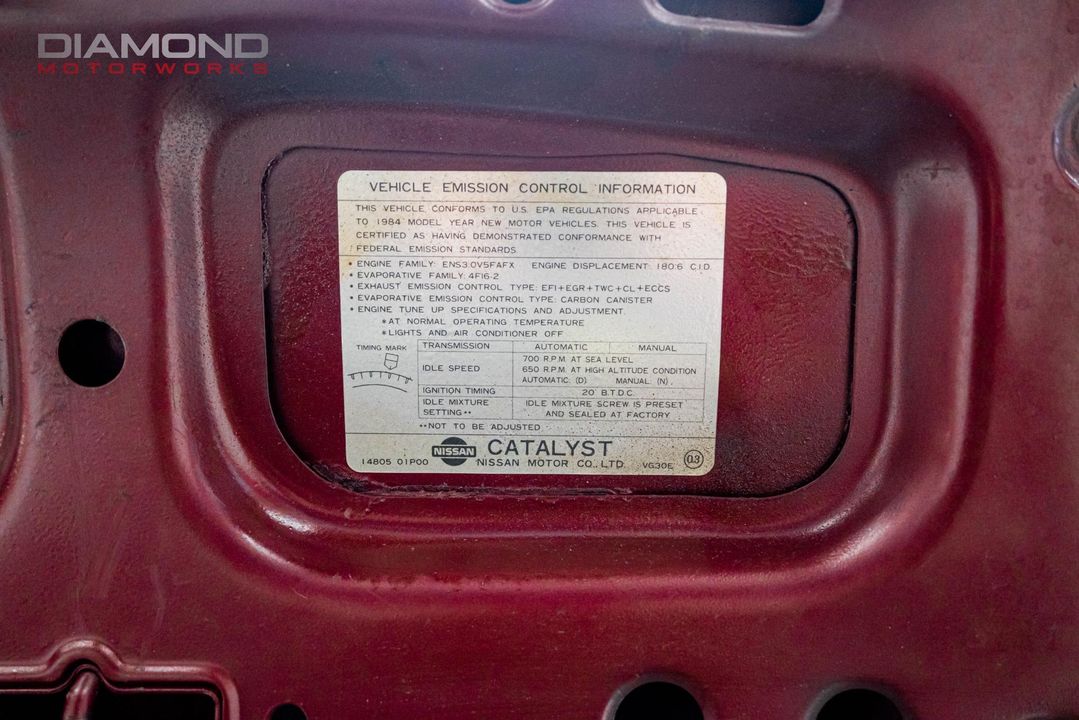 DIAMOND
MOTORWORKS
VEHICLE EMISSION CONTROL INFORMATION
THIS VEHICLE CONFORMS TO U.S. EPA REGULATIONS APPLICABLE
TO 1984 MODEL YEAR NEW MOTOR VEHICLES. THIS VEHICLE IS
CERTIFIED AS HAVING DEMONSTRATED CONFORMANCE WITH
FEDERAL EMISSION STANDARDS
• ENGINE FAMILY: ENS3.0V5FAFX ENGINE DISPLACEMENT: 180.6 C.I.D.
• EVAPORATIVE FAMILY: 4F16-2
• EXHAUST EMISSION CONTROL TYPE: EFI+EGR+TWC+CL+ECCS
• EVAPORATIVE EMISSION CONTROL TYPE: CARBON CANISTER
• ENGINE TUNE UP SPECIFICATIONS AND ADJUSTMENT.
*AT NORMAL OPERATING TEMPERATURE
*LIGHTS AND AIR CONDITIONER OFF
TIMING MARK
TRANSMISSION AUTOMATIC MANUAL
IDLE SPEED 700 R.P.M. AT SEA LEVEL
650 R.P.M. AT HIGH ALTITUDE CONDITION
AUTOMATIC (D) MANUAL (N)
IGNITION TIMING 20° B.T.D.C.
IDLE MIXTURE SETTING** IDLE MIXTURE SCREW IS PRESET
AND SEALED AT FACTORY
**NOT TO BE ADJUSTED
NISSAN CATALYST
14805 01P00 NISSAN MOTOR CO., LTD. VG30E 03